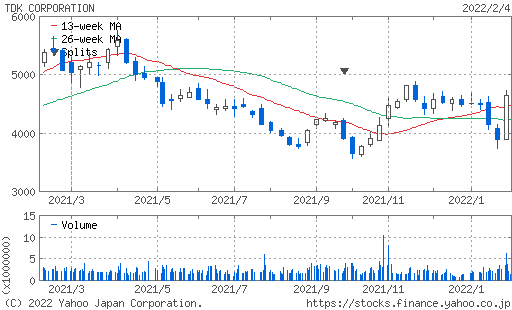 TDK CORPORATION 2022/2/4
13-week MA
26-week MA
Splits
6000
5000
4000
3000
2021/3 2021/5 2021/7 2021/9 2021/11 2022/1
Volume
15
10
5
0
(x1000000)
2021/3 2021/5 2021/7 2021/9 2021/11 2022/1
(C) 2022 Yahoo Japan Corporation. https://stocks.finance.yahoo.co.jp